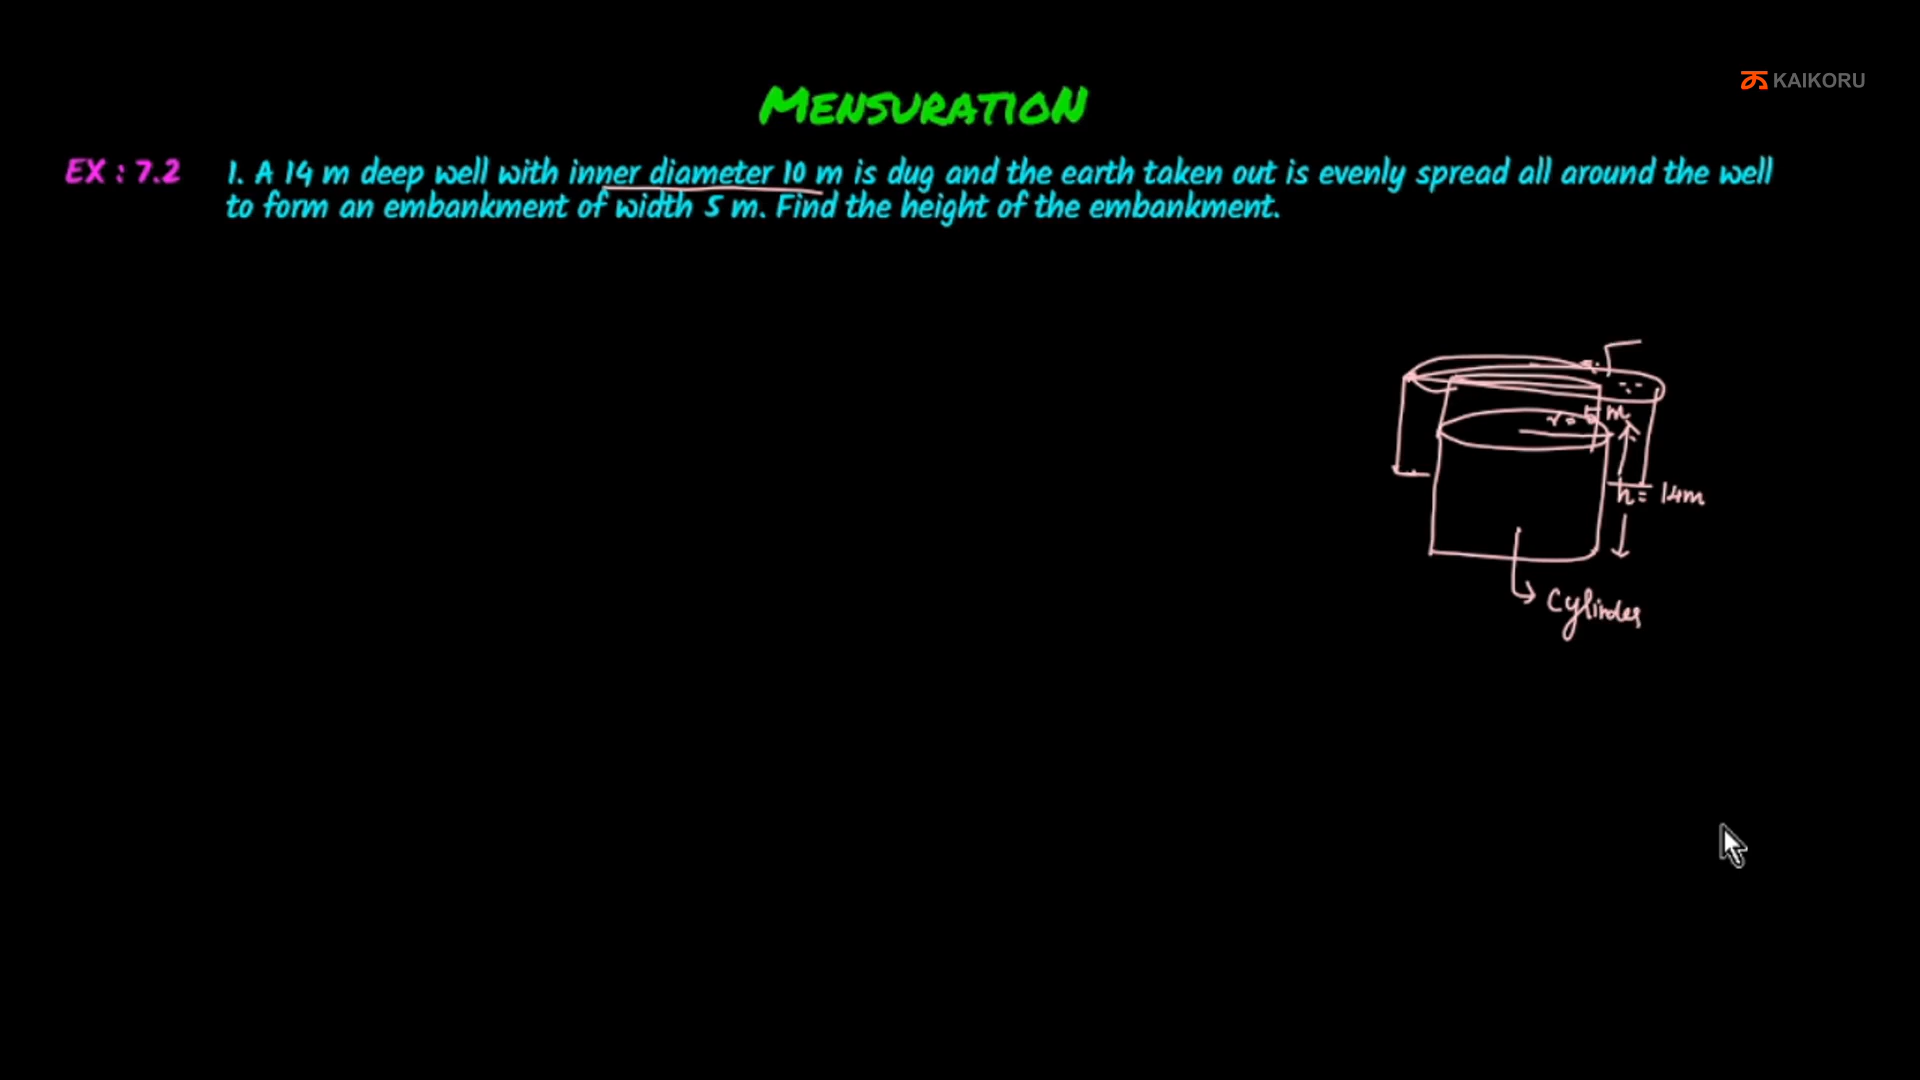 KAIKORU
MENSURATION
EX : 7.2
1. A 14 m deep well with inner diameter 10 m is dug and the earth taken out is evenly spread all around the well
to form an embankment of width 5 m. Find the height of the embankment.
r = 5 m
h = 14m
Cylinder